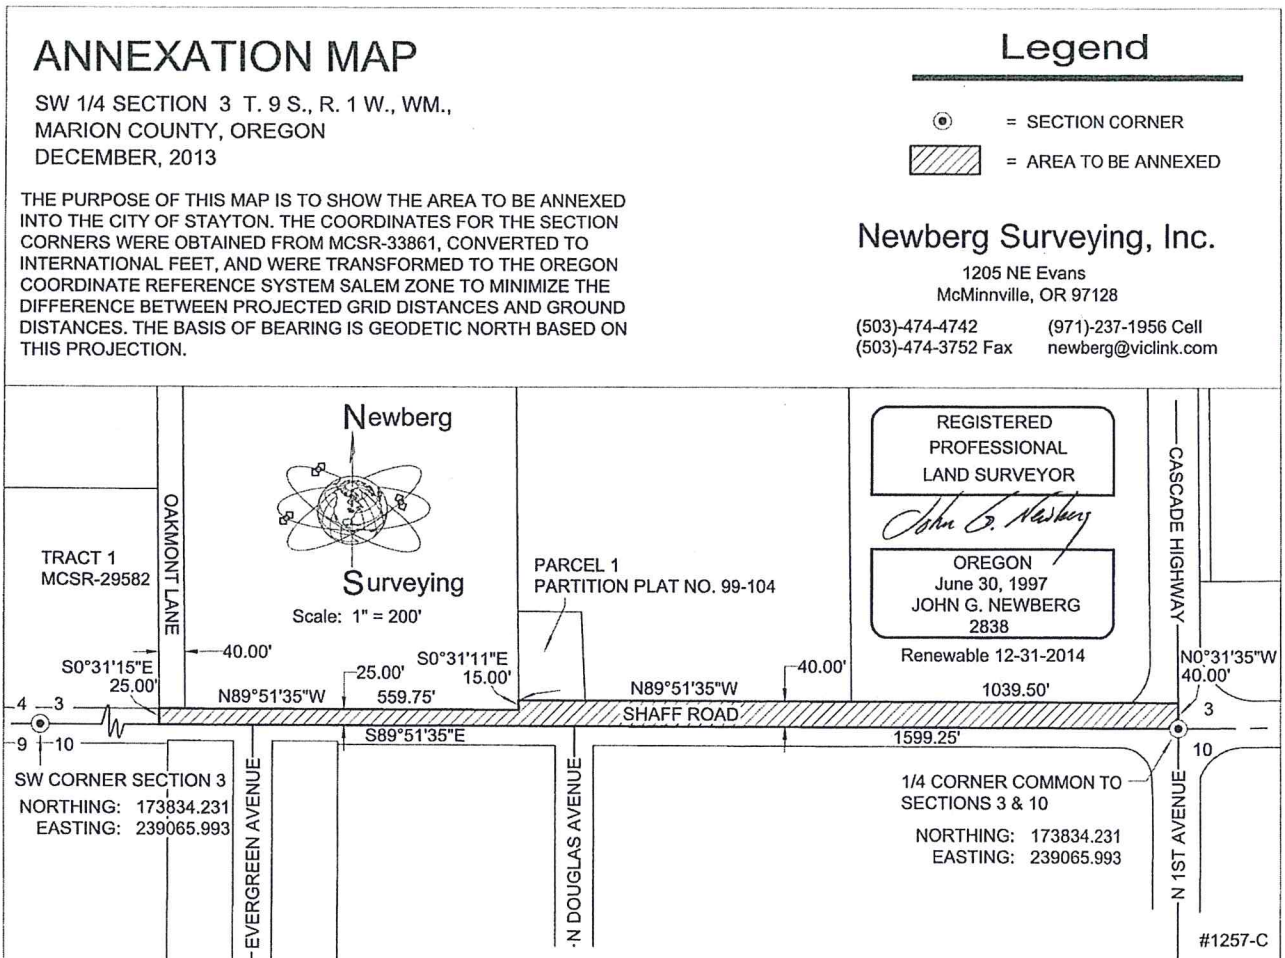 ANNEXATION MAP
SW 1/4 SECTION 3 T. 9 S., R. 1 W., WM.,
MARION COUNTY, OREGON
DECEMBER, 2013
THE PURPOSE OF THIS MAP IS TO SHOW THE AREA TO BE ANNEXED
INTO THE CITY OF STAYTON. THE COORDINATES FOR THE SECTION
CORNERS WERE OBTAINED FROM MCSR-33861, CONVERTED TO
INTERNATIONAL FEET, AND WERE TRANSFORMED TO THE OREGON
COORDINATE REFERENCE SYSTEM SALEM ZONE TO MINIMIZE THE
DIFFERENCE BETWEEN PROJECTED GRID DISTANCES AND GROUND
DISTANCES. THE BASIS OF BEARING IS GEODETIC NORTH BASED ON
THIS PROJECTION.
Legend
= SECTION CORNER
= AREA TO BE ANNEXED
Newberg Surveying, Inc.
1205 NE Evans
McMinnville, OR 97128
(503)-474-4742 (971)-237-1956 Cell
(503)-474-3752 Fax newberg@viclink.com
Newberg
Surveying
Scale: 1" = 200'
TRACT 1
MCSR-29582
OAKMONT LANE
PARCEL 1
PARTITION PLAT NO. 99-104
REGISTERED
PROFESSIONAL
LAND SURVEYOR
John G. Newberg
OREGON
June 30, 1997
JOHN G. NEWBERG
2838
Renewable 12-31-2014
CASCADE HIGHWAY
S0°31'15"E
25.00'
40.00'
N89°51'35"W 559.75'
25.00'
S0°31'11"E
15.00'
N89°51'35"W
40.00'
1039.50'
N0°31'35"W
40.00'
4 3
9 10
SHAFF ROAD
S89°51'35"E
1599.25'
3
10
SW CORNER SECTION 3
NORTHING: 173834.231
EASTING: 239065.993
EVERGREEN AVENUE
N DOUGLAS AVENUE
1/4 CORNER COMMON TO
SECTIONS 3 & 10
NORTHING: 173834.231
EASTING: 239065.993
N 1ST AVENUE
#1257-C